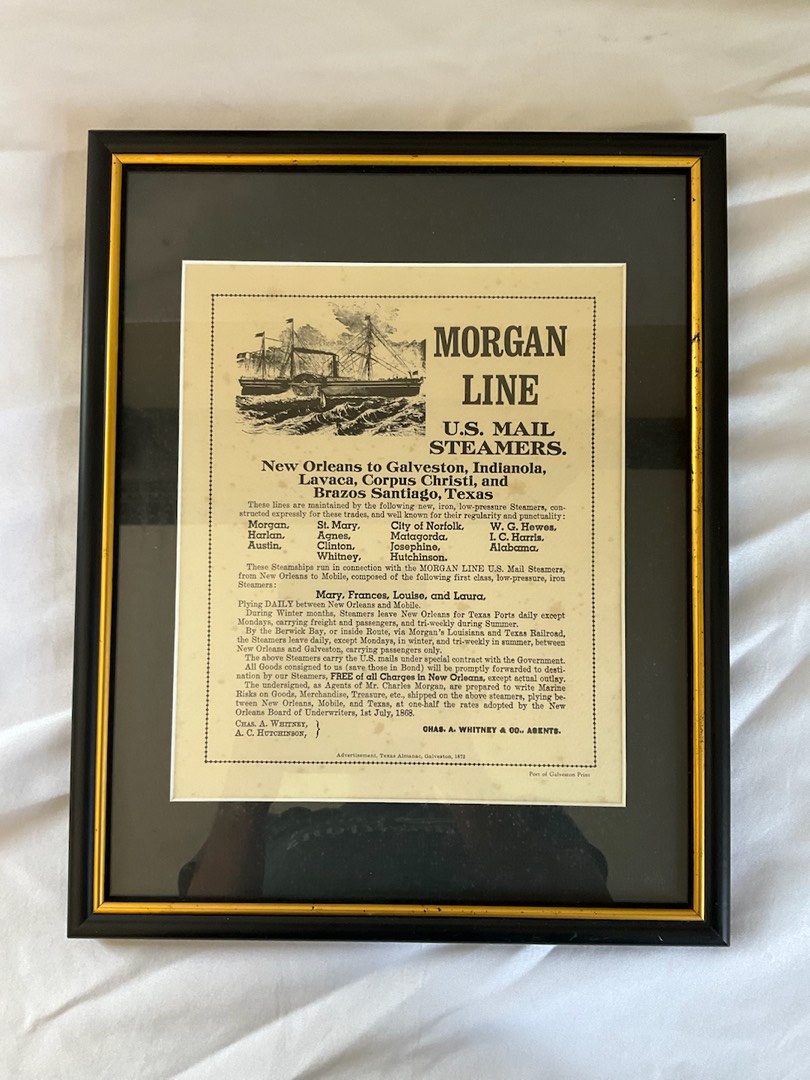 MORGAN
LINE
U.S. MAIL
STEAMERS.
New Orleans to Galveston, Indianola,
Lavaca, Corpus Christi, and
Brazos Santiago, Texas
These lines are maintained by the following new, iron, low-pressure Steamers, con-
structed expressly for these trades, and well known for their regularity and punctuality:
Morgan, St. Mary, City of Norfolk, W. G. Hewes,
Harlan, Agnes, Matagorda, I. C. Harris,
Austin, Clinton, Josephine, Alabama,
Whitney, Hutchinson.
These Steamships run in connection with the MORGAN LINE U.S. Mail Steamers,
from New Orleans to Mobile, composed of the following first class, low-pressure, iron
Steamers:
Mary, Frances, Louise, and Laura,
Plying DAILY between New Orleans and Mobile.
During Winter months, Steamers leave New Orleans for Texas Ports daily except
Mondays, carrying freight and passengers, and tri-weekly during Summer.
By the Berwick Bay, or inside Route, via Morgan's Louisiana and Texas Railroad,
the Steamers leave daily, except Mondays, in winter, and tri-weekly in summer, between
New Orleans and Galveston, carrying passengers only.
The above Steamers carry the U.S. mails under special contract with the Government.
All Goods consigned to us (save those in Bond) will be promptly forwarded to desti-
nation by our Steamers, FREE of all Charges in New Orleans, except actual outlay.
The undersigned, as Agents of Mr. Charles Morgan, are prepared to write Marine
Risks on Goods, Merchandise, Treasure, etc., shipped on the above steamers, plying be-
tween New Orleans, Mobile, and Texas, at one-half the rates adopted by the New
Orleans Board of Underwriters, 1st July, 1868.
CHAS. A. WHITNEY, }
A. C. HUTCHINSON,
CHAS. A. WHITNEY & CO., AGENTS.
Advertisement, Texas Almanac, Galveston, 1872
Port of Galveston Print